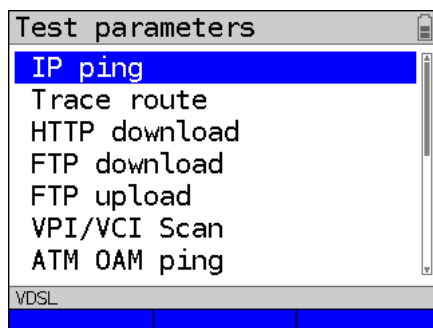 Test parameters
IP ping
Trace route
HTTP download
FTP download
FTP upload
VPI/VCI Scan
ATM OAM ping
VDSL